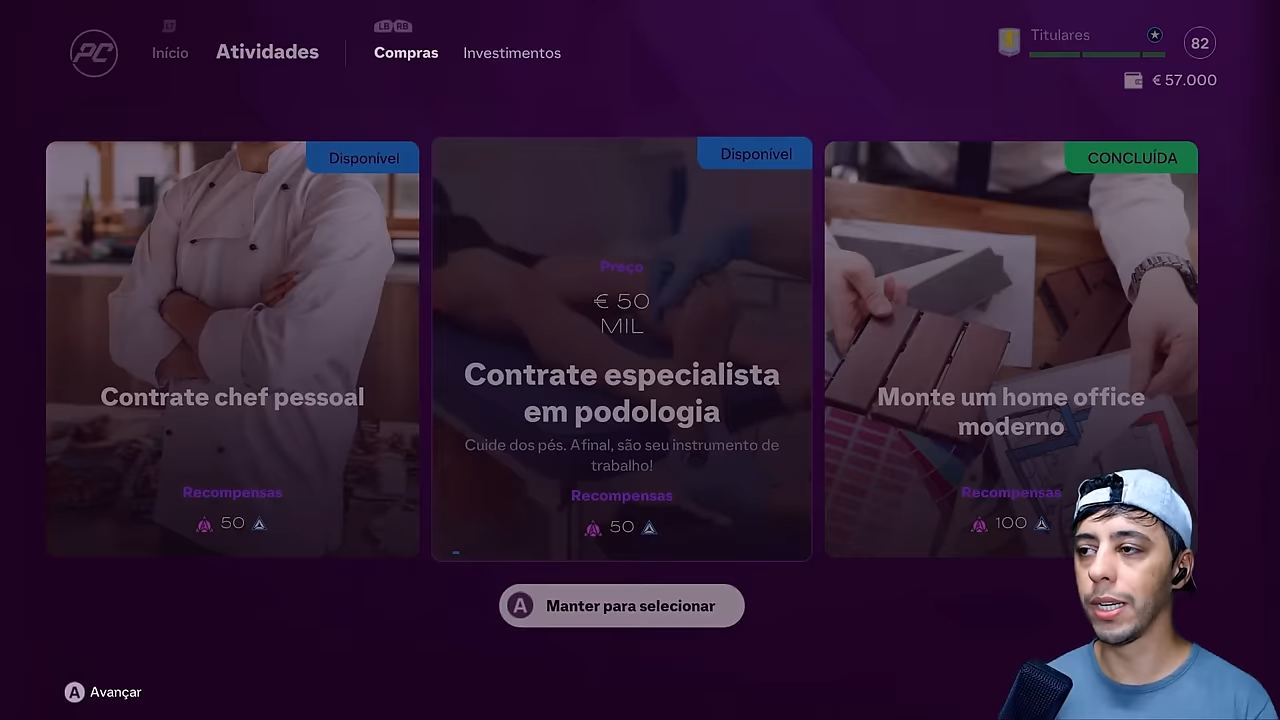 LT
LB RB
PC
Início
Atividades
Compras
Investimentos
Titulares
82
€ 57.000
Disponível
Contrate chef pessoal
Recompensas
50
Disponível
Preço
€ 50
MIL
Contrate especialista
em podologia
Cuide dos pés. Afinal, são seu instrumento de
trabalho!
Recompensas
50
CONCLUÍDA
Monte um home office
moderno
Recompensas
100
A Manter para selecionar
A Avançar